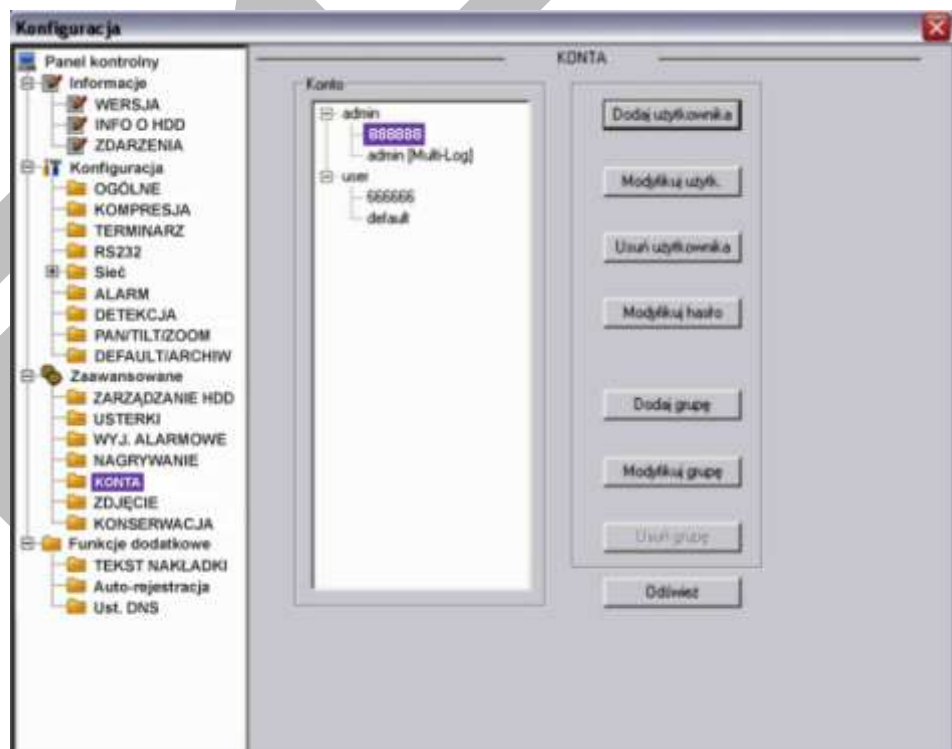 Konfiguracja
Panel kontrolny
Informacje
WERSJA
INFO O HDD
ZDARZENIA
Konfiguracja
OGÓLNE
KOMPRESJA
TERMINARZ
RS232
Sieć
ALARM
DETEKCJA
PAN/TILT/ZOOM
DEFAULT/ARCHIW
Zaawansowane
ZARZĄDZANIE HDD
USTERKI
WYJ. ALARMOWE
NAGRYWANIE
KONTA
ZDJĘCIE
KONSERWACJA
Funkcje dodatkowe
TEKST NAKŁADKI
Auto-rejestracja
Ust. DNS
KONTA
Konto
admin
888888
admin [Multi-Log]
user
666666
default
Dodaj użytkownika
Modyfikuj użytk.
Usuń użytkownika
Modyfikuj hasło
Dodaj grupę
Modyfikuj grupę
Usuń grupę
Odśwież